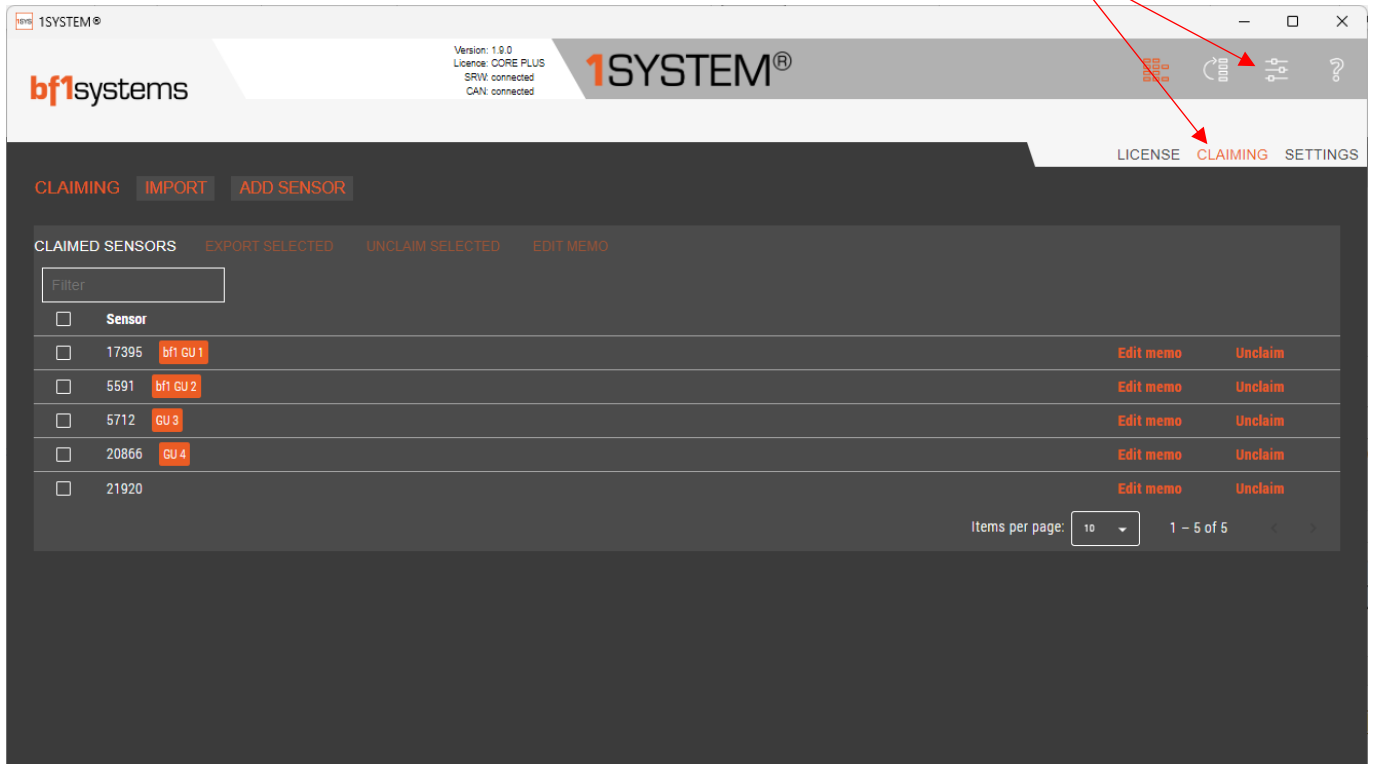 1SYS 1SYSTEM®
Version: 1.9.0
Licence: CORE PLUS
SRW: connected
CAN: connected
bf1systems
1SYSTEM®
LICENSE CLAIMING SETTINGS
CLAIMING IMPORT ADD SENSOR
CLAIMED SENSORS EXPORT SELECTED UNCLAIM SELECTED EDIT MEMO
Filter
Sensor
17395 bf1 GU 1 Edit memo Unclaim
5591 bf1 GU 2 Edit memo Unclaim
5712 GU 3 Edit memo Unclaim
20866 GU 4 Edit memo Unclaim
21920 Edit memo Unclaim
Items per page: 10 1 – 5 of 5